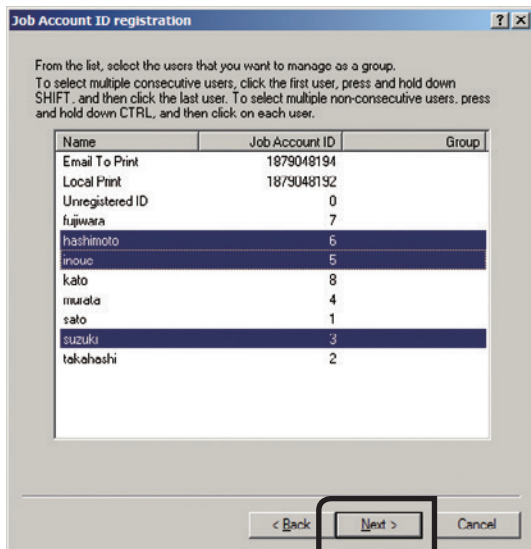 Job Account ID registration
From the list, select the users that you want to manage as a group.
To select multiple consecutive users, click the first user, press and hold down
SHIFT, and then click the last user. To select multiple non-consecutive users, press
and hold down CTRL, and then click on each user.
Name Job Account ID Group
Email To Print 1879048194
Local Print 1879048192
Unregistered ID 0
fujiwara 7
hashimoto 6
inoue 5
kato 8
murata 4
sato 1
suzuki 3
takahashi 2
< Back Next > Cancel